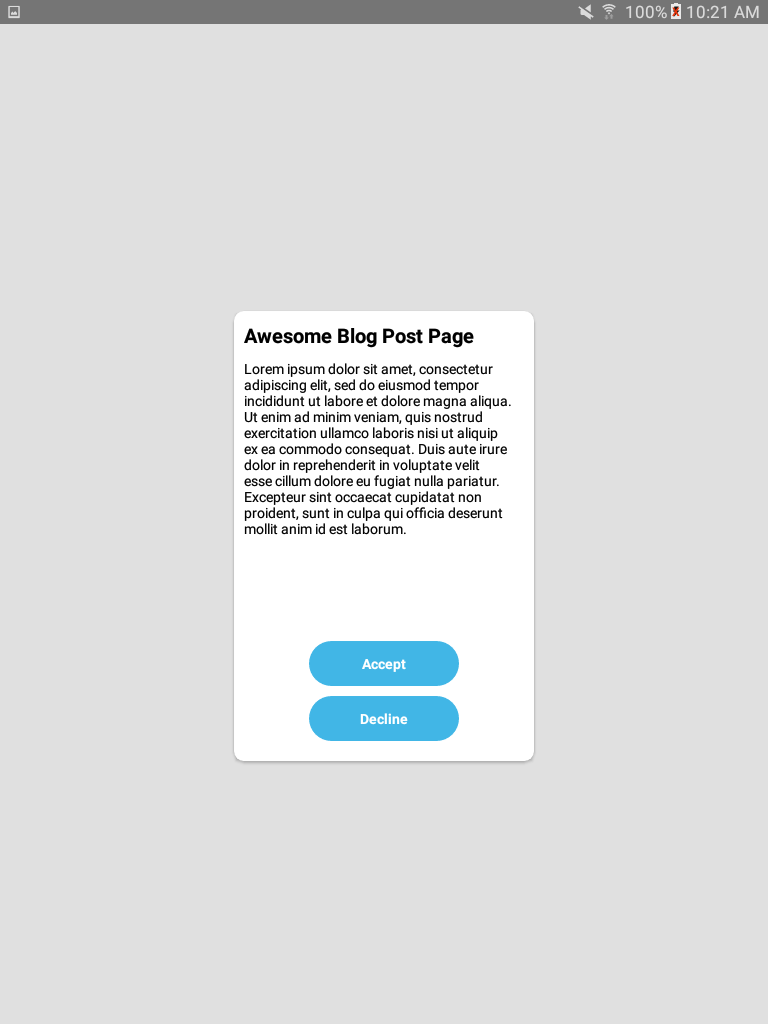 100% 10:21 AM
Awesome Blog Post Page
Lorem ipsum dolor sit amet, consectetur
adipiscing elit, sed do eiusmod tempor
incididunt ut labore et dolore magna aliqua.
Ut enim ad minim veniam, quis nostrud
exercitation ullamco laboris nisi ut aliquip
ex ea commodo consequat. Duis aute irure
dolor in reprehenderit in voluptate velit
esse cillum dolore eu fugiat nulla pariatur.
Excepteur sint occaecat cupidatat non
proident, sunt in culpa qui officia deserunt
mollit anim id est laborum.
Accept
Decline